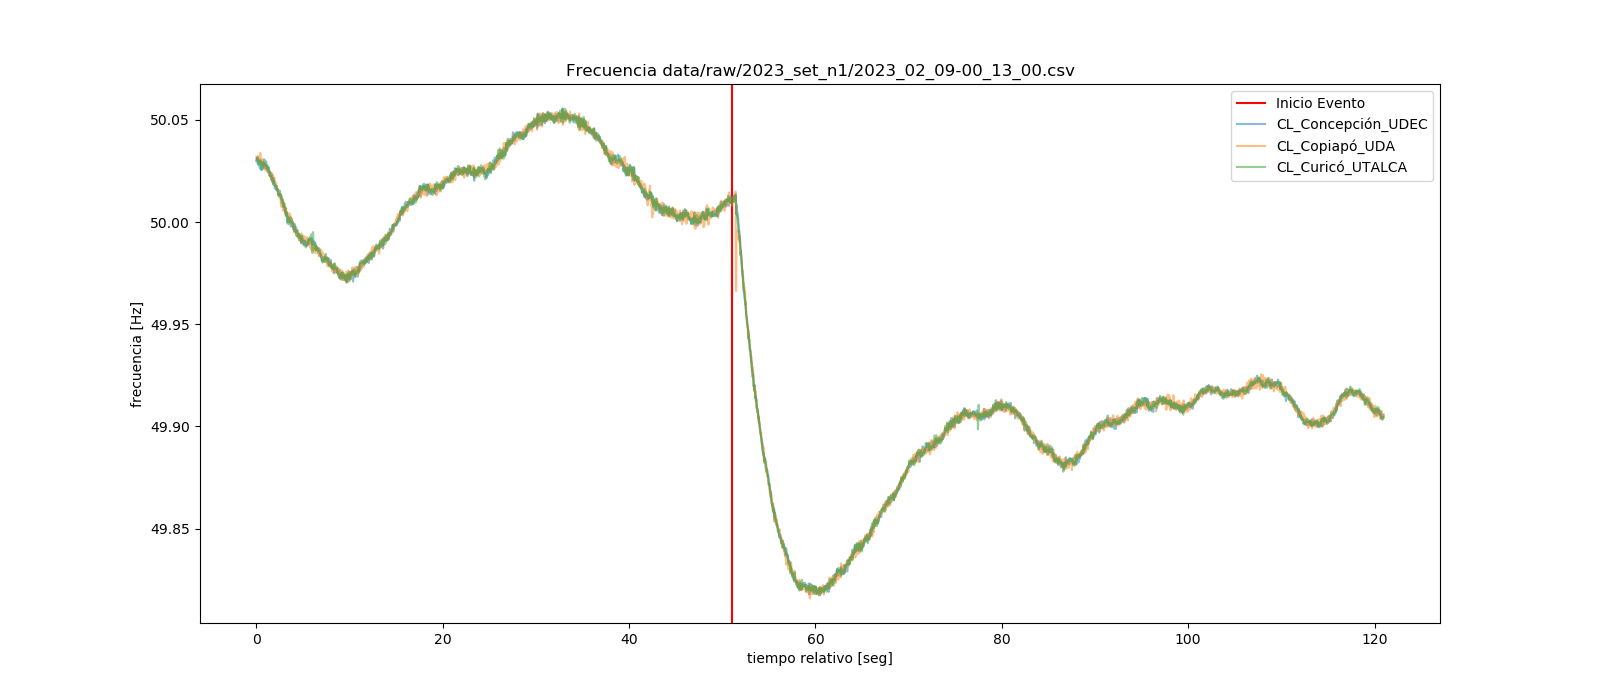 Frecuencia data/raw/2023_set_n1/2023_02_09-00_13_00.csv
Inicio Evento
CL_Concepción_UDEC
CL_Copiapó_UDA
CL_Curicó_UTALCA
50.05
50.00
49.95
49.90
49.85
frecuencia [Hz]
0 20 40 60 80 100 120
tiempo relativo [seg]